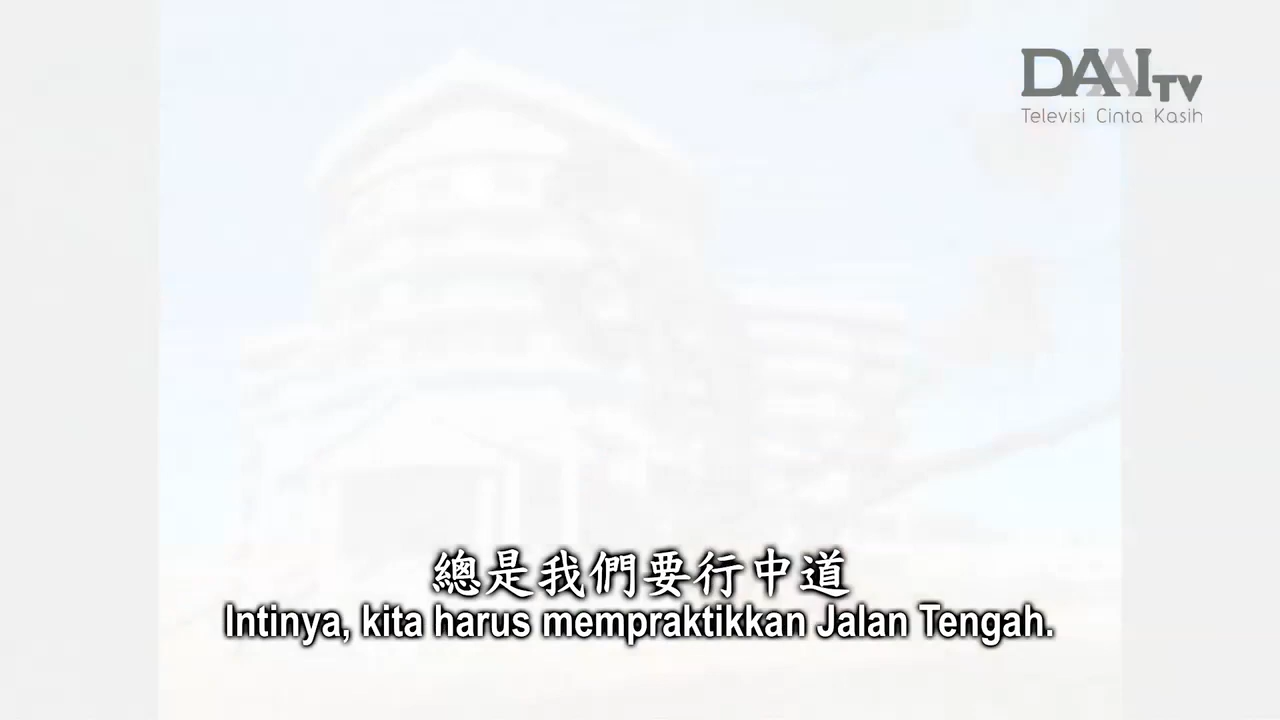 DAAI TV
Televisi Cinta Kasih
總是我們要行中道
Intinya, kita harus mempraktikkan Jalan Tengah.